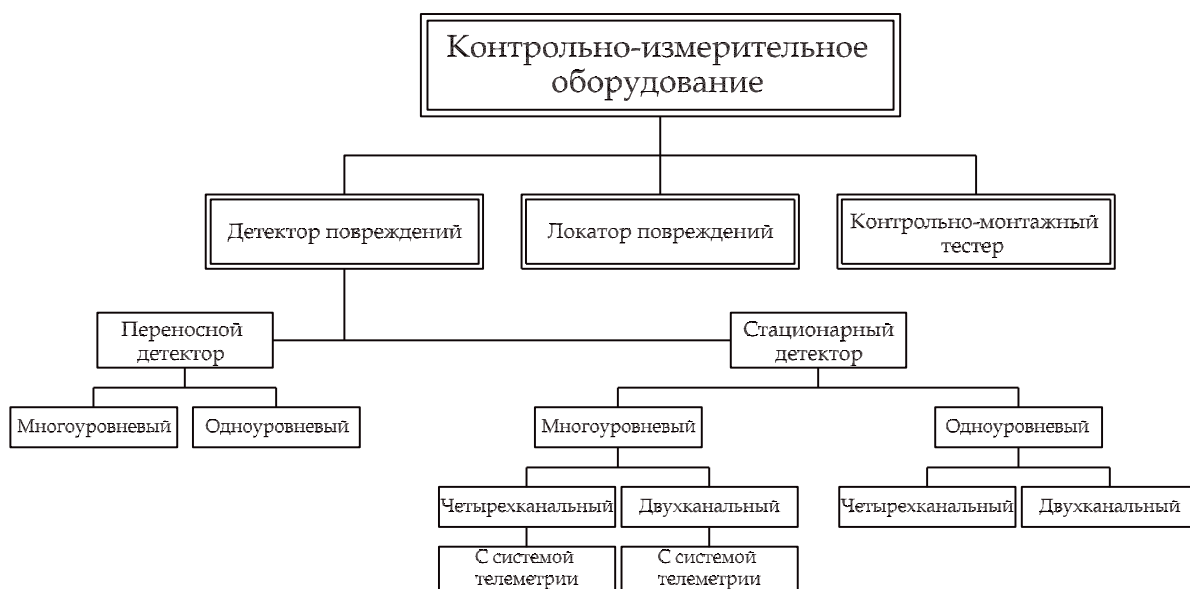 Контрольно-измерительное
оборудование
Детектор повреждений
Локатор повреждений
Контрольно-монтажный
тестер
Переносной
детектор
Стационарный
детектор
Многоуровневый
Одноуровневый
Многоуровневый
Одноуровневый
Четырехканальный
Двухканальный
Четырехканальный
Двухканальный
С системой
телеметрии
С системой
телеметрии